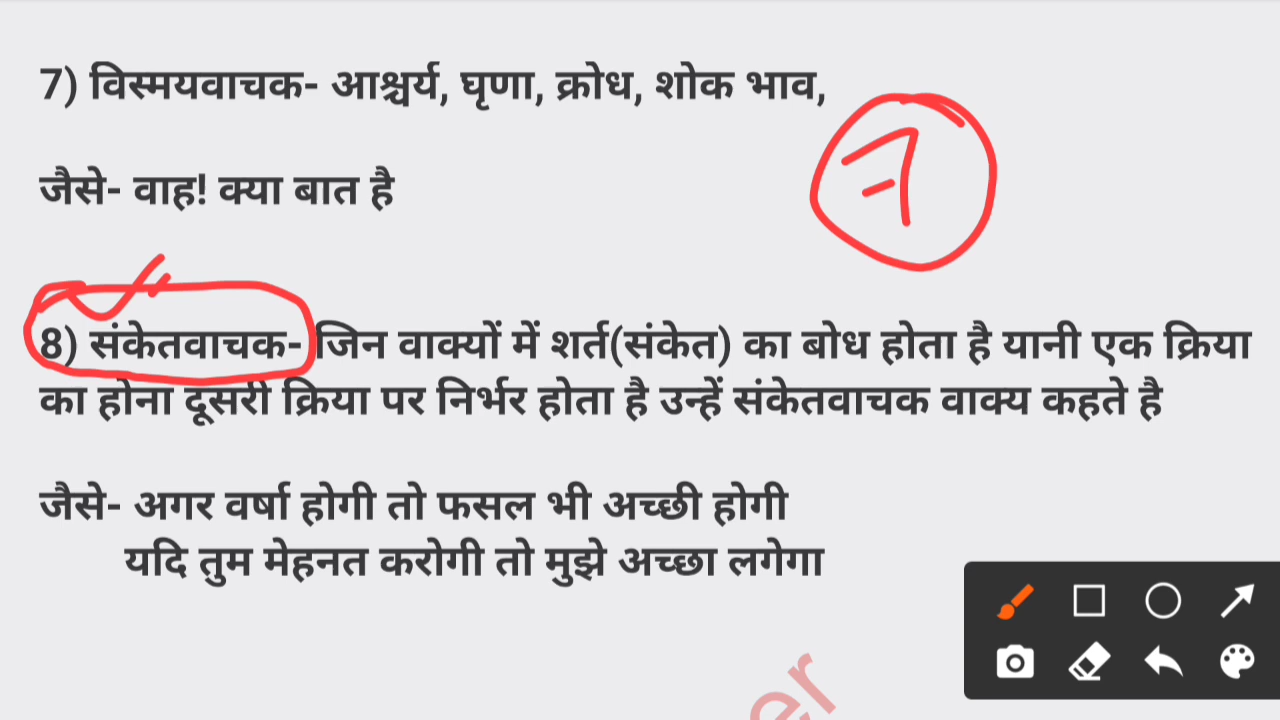 7) विस्मयवाचक- आश्चर्य, घृणा, क्रोध, शोक भाव,
जैसे- वाह! क्या बात है
8) संकेतवाचक- जिन वाक्यों में शर्त(संकेत) का बोध होता है यानी एक क्रिया
का होना दूसरी क्रिया पर निर्भर होता है उन्हें संकेतवाचक वाक्य कहते है
जैसे- अगर वर्षा होगी तो फसल भी अच्छी होगी
यदि तुम मेहनत करोगी तो मुझे अच्छा लगेगा